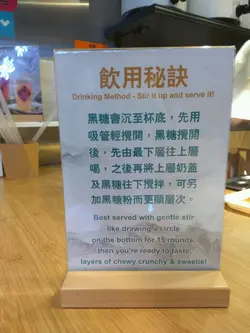 飲用秘訣
Drinking Method - Stir it up and serve it!
黑糖會沉至杯底，先用
吸管輕攪開，黑糖攪開
後，先由最下層往上層
喝，之後再將上層奶蓋
及黑糖往下攪拌，可另
加黑糖粉而更顯層次。
Best served with gentle stir
like drawing a circle
on the bottom for 15 rounds,
then you're ready to taste
layers of chewy crunchy & sweetie!